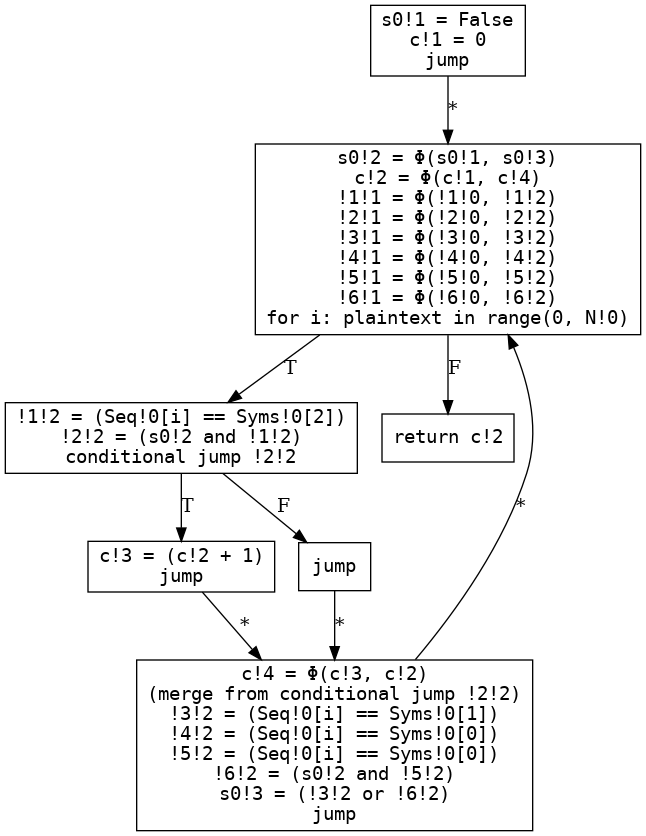 s0!1 = False
c!1 = 0
jump
*
s0!2 = Φ(s0!1, s0!3)
c!2 = Φ(c!1, c!4)
!1!1 = Φ(!1!0, !1!2)
!2!1 = Φ(!2!0, !2!2)
!3!1 = Φ(!3!0, !3!2)
!4!1 = Φ(!4!0, !4!2)
!5!1 = Φ(!5!0, !5!2)
!6!1 = Φ(!6!0, !6!2)
for i: plaintext in range(0, N!0)
T
F
!1!2 = (Seq!0[i] == Syms!0[2])
!2!2 = (s0!2 and !1!2)
conditional jump !2!2
return c!2
T
F
*
c!3 = (c!2 + 1)
jump
jump
*
*
c!4 = Φ(c!3, c!2)
(merge from conditional jump !2!2)
!3!2 = (Seq!0[i] == Syms!0[1])
!4!2 = (Seq!0[i] == Syms!0[0])
!5!2 = (Seq!0[i] == Syms!0[0])
!6!2 = (s0!2 and !5!2)
s0!3 = (!3!2 or !6!2)
jump